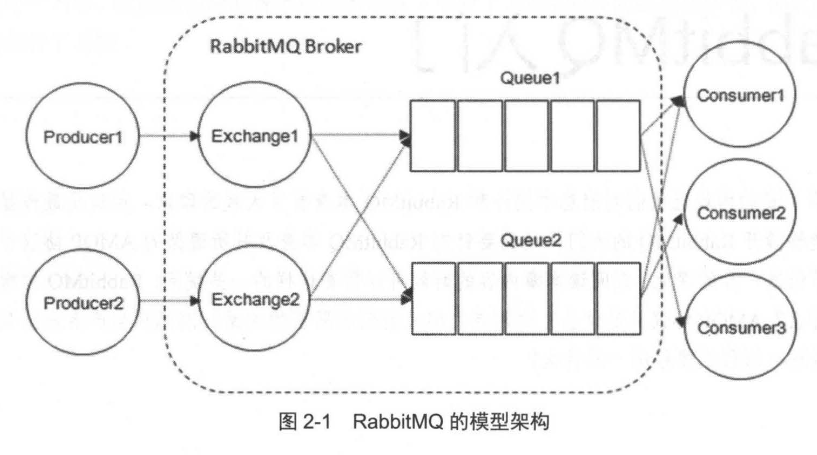 RabbitMQ Broker
Queue1
Producer1
Exchange1
Consumer1
Queue2
Consumer2
Producer2
Exchange2
Consumer3
图 2-1 RabbitMQ 的模型架构